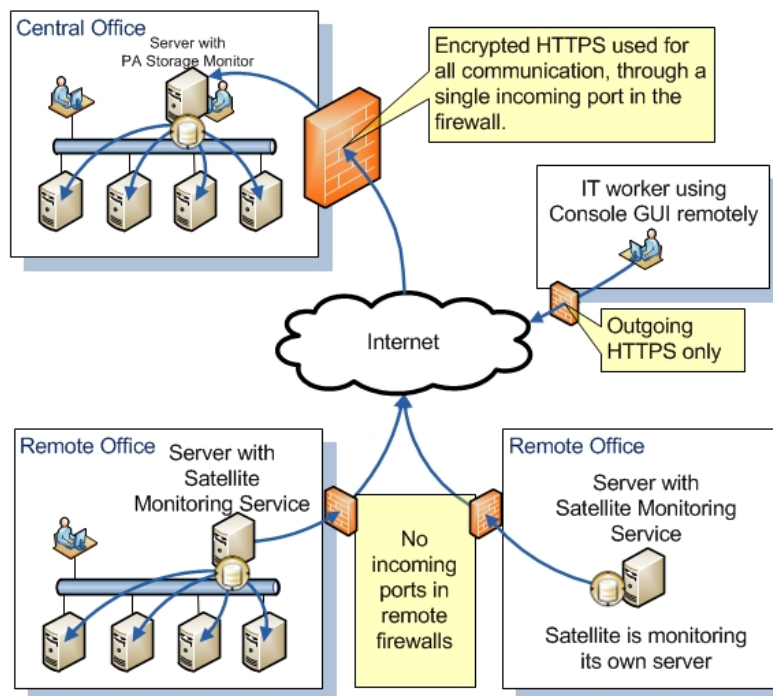 Central Office
Server with
PA Storage Monitor
Encrypted HTTPS used for
all communication, through a
single incoming port in the
firewall.
IT worker using
Console GUI remotely
Outgoing
HTTPS only
Internet
Remote Office
Server with
Satellite
Monitoring Service
No
incoming
ports in
remote
firewalls
Remote Office
Server with
Satellite Monitoring
Service
Satellite is monitoring
its own server